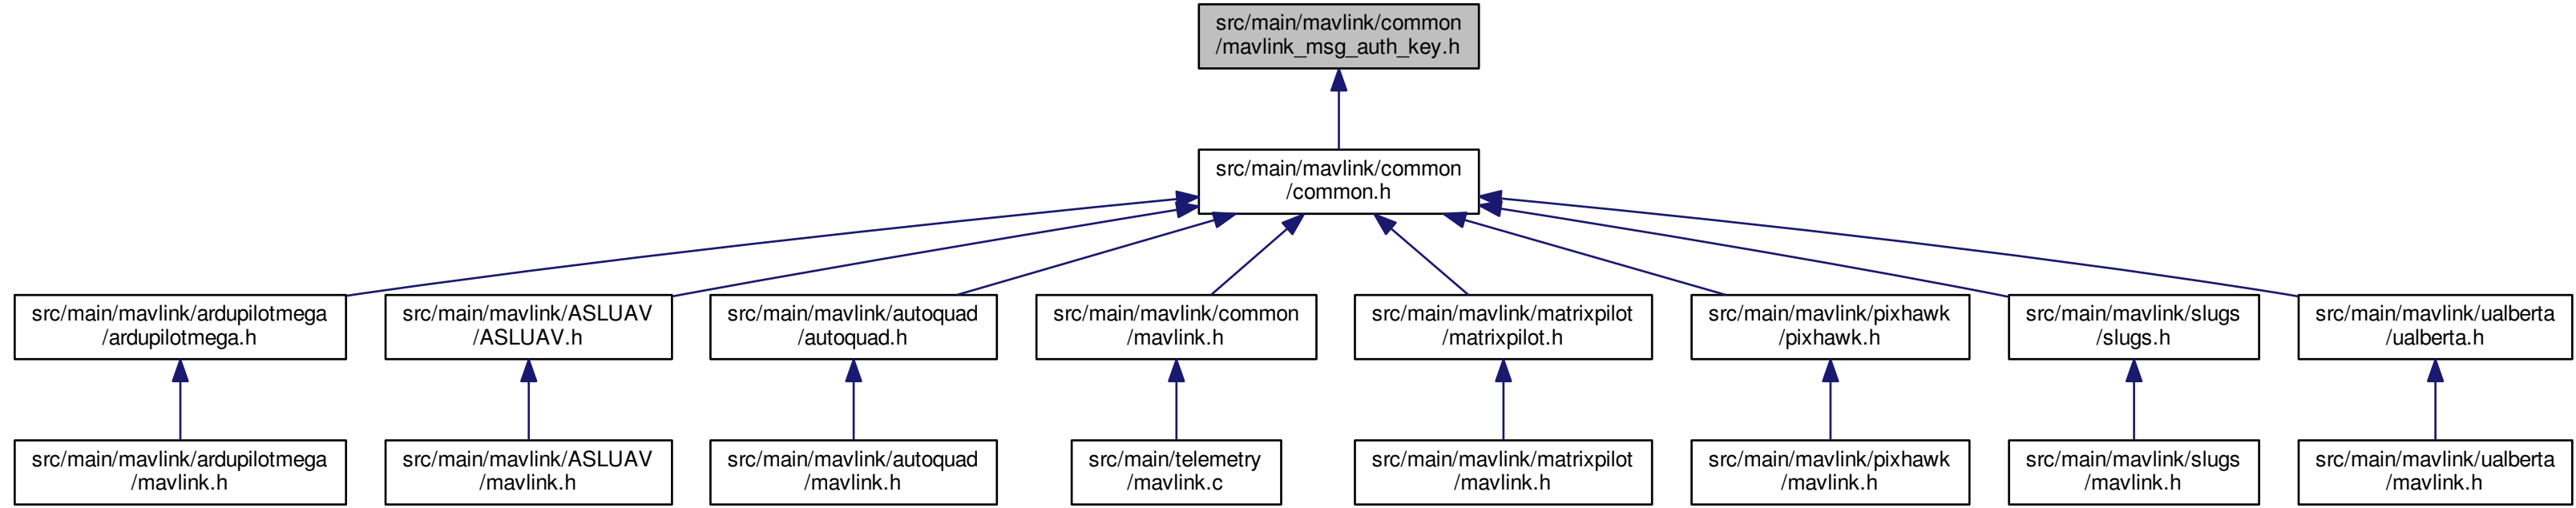 src/main/mavlink/common
/mavlink_msg_auth_key.h
src/main/mavlink/common
/common.h
src/main/mavlink/ardupilotmega
/ardupilotmega.h
src/main/mavlink/ASLUAV
/ASLUAV.h
src/main/mavlink/autoquad
/autoquad.h
src/main/mavlink/common
/mavlink.h
src/main/mavlink/matrixpilot
/matrixpilot.h
src/main/mavlink/pixhawk
/pixhawk.h
src/main/mavlink/slugs
/slugs.h
src/main/mavlink/ualberta
/ualberta.h
src/main/mavlink/ardupilotmega
/mavlink.h
src/main/mavlink/ASLUAV
/mavlink.h
src/main/mavlink/autoquad
/mavlink.h
src/main/telemetry
/mavlink.c
src/main/mavlink/matrixpilot
/mavlink.h
src/main/mavlink/pixhawk
/mavlink.h
src/main/mavlink/slugs
/mavlink.h
src/main/mavlink/ualberta
/mavlink.h